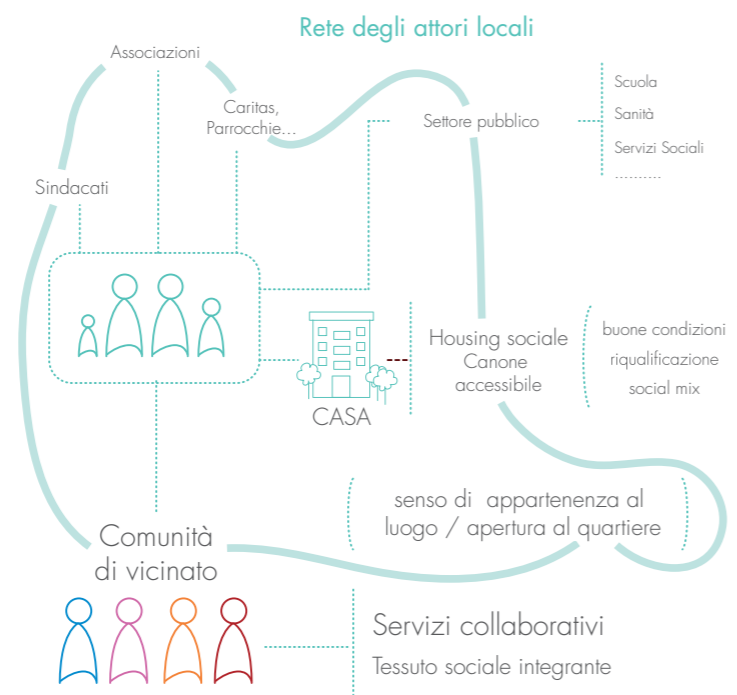 Rete degli attori locali
Associazioni
Caritas,
Parrocchie...
Settore pubblico
Scuola
Sanità
Servizi Sociali
...........
Sindacati
Housing sociale
Canone
accessibile
buone condizioni
riqualificazione
social mix
CASA
senso di appartenenza al
luogo / apertura al quartiere
Comunità
di vicinato
Servizi collaborativi
Tessuto sociale integrante